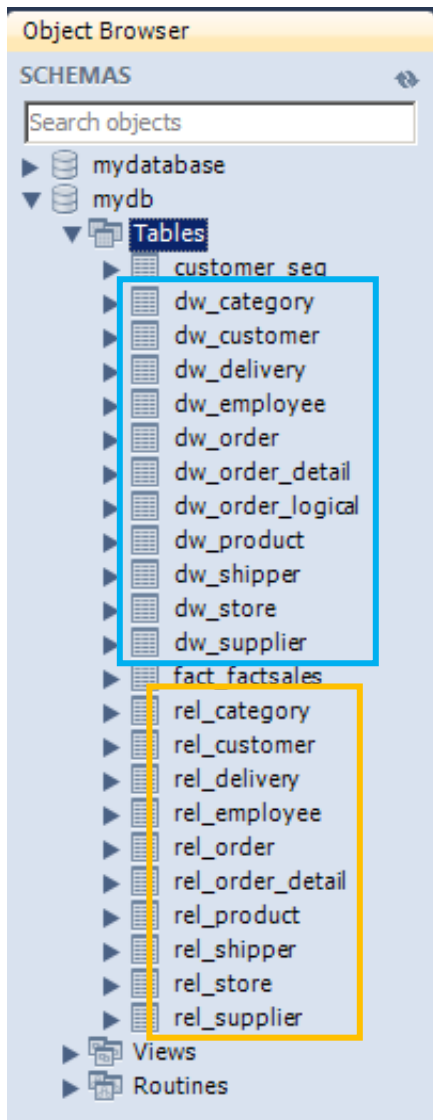 Object Browser
SCHEMAS
Search objects
mydatabase
mydb
Tables
customer_seq
dw_category
dw_customer
dw_delivery
dw_employee
dw_order
dw_order_detail
dw_order_logical
dw_product
dw_shipper
dw_store
dw_supplier
fact_factsales
rel_category
rel_customer
rel_delivery
rel_employee
rel_order
rel_order_detail
rel_product
rel_shipper
rel_store
rel_supplier
Views
Routines